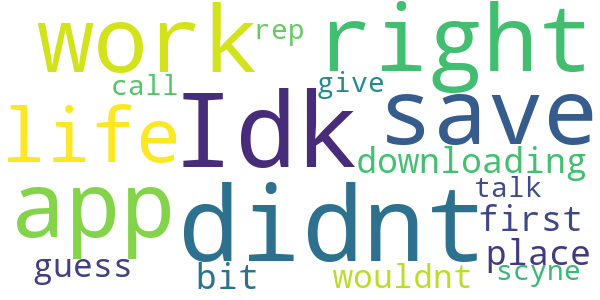 work rep right
call give
life Idk save
downloading
app didnt talk
first
place
guess bit wouldnt scyne